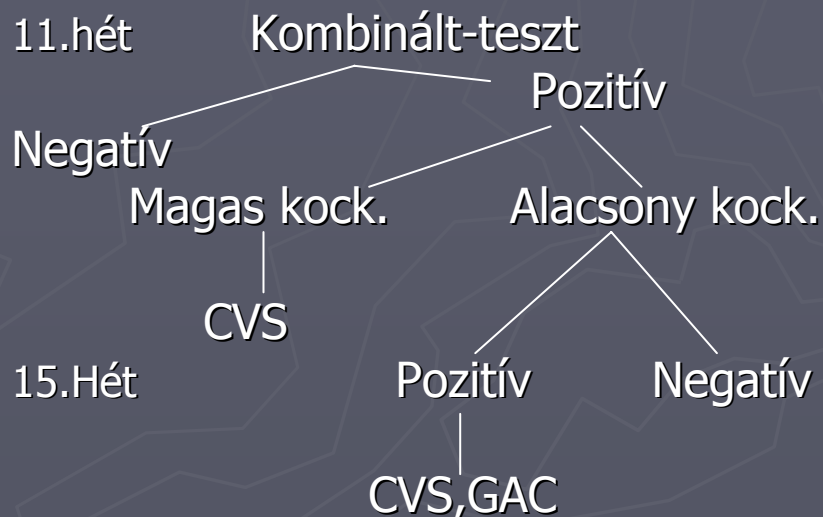 11.hét Kombinált-teszt
Pozitív
Negatív
Magas kock. Alacsony kock.
CVS
15.Hét Pozitív Negatív
CVS,GAC